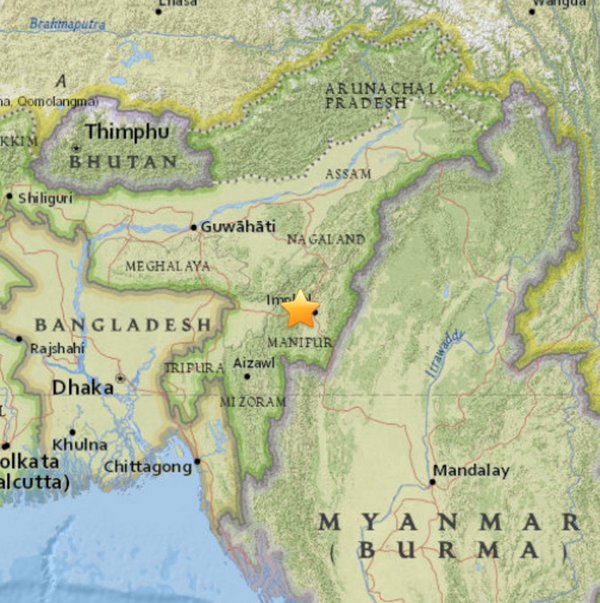 Lhasa
Wangda
Brahmaputra
A
na, Qomolangma)
ARUNACHAL
PRADESH
Thimphu
KKIM
BHUTAN
ASSAM
Shiliguri
Guwāhāti
NAGALAND
MEGHALAYA
BANGLADESH
MANIPUR
Rajshahi
TRIPURA
Aizawl
Irrawaddy
Dhaka
MIZORAM
L
Khulna
olkata
alcutta)
Chittagong
Mandalay
MYANMAR
(BURMA)